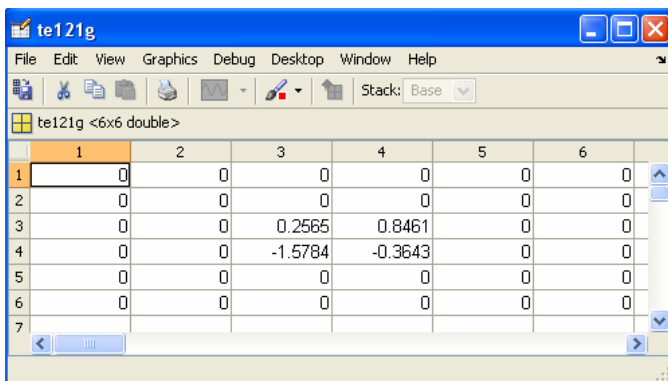 te121g
File Edit View Graphics Debug Desktop Window Help
Stack: Base
te121g <6x6 double>
1 2 3 4 5 6
1 0 0 0 0 0 0
2 0 0 0 0 0 0
3 0 0 0.2565 0.8461 0 0
4 0 0 -1.5784 -0.3643 0 0
5 0 0 0 0 0 0
6 0 0 0 0 0 0
7